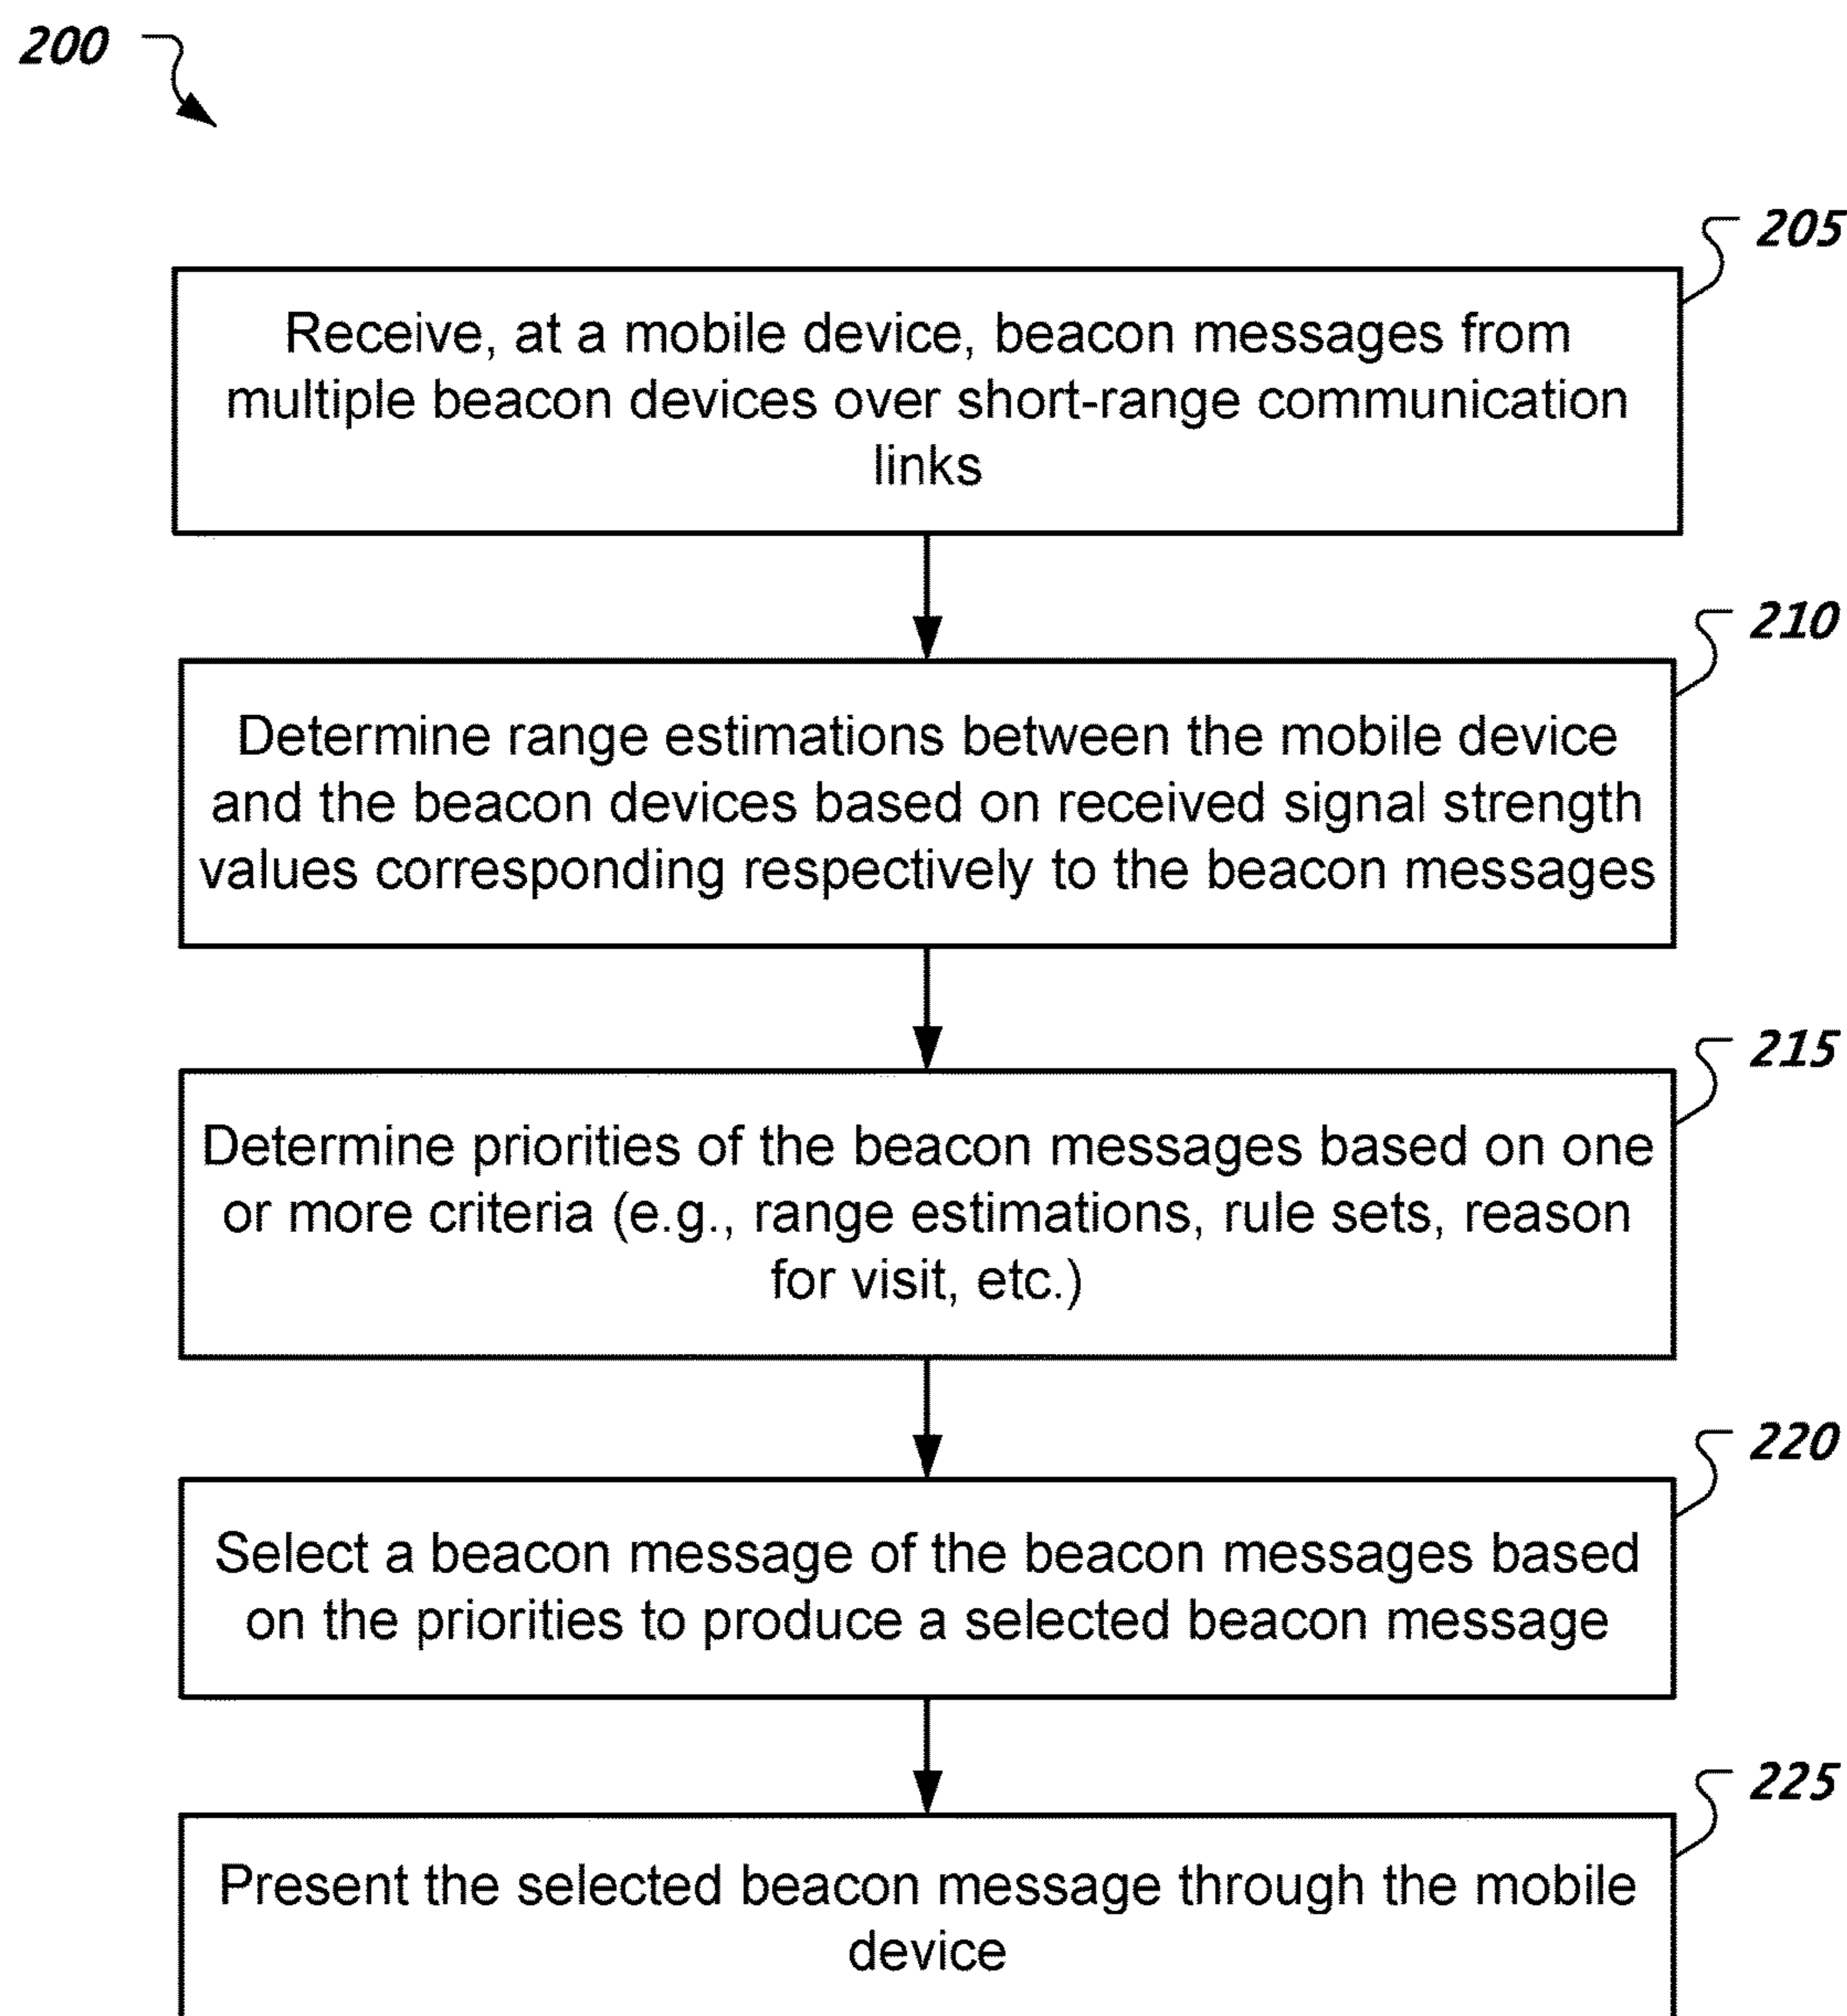 200
205
Receive, at a mobile device, beacon messages from
multiple beacon devices over short-range communication
links
210
Determine range estimations between the mobile device
and the beacon devices based on received signal strength
values corresponding respectively to the beacon messages
215
Determine priorities of the beacon messages based on one
or more criteria (e.g., range estimations, rule sets, reason
for visit, etc.)
220
Select a beacon message of the beacon messages based
on the priorities to produce a selected beacon message
225
Present the selected beacon message through the mobile
device